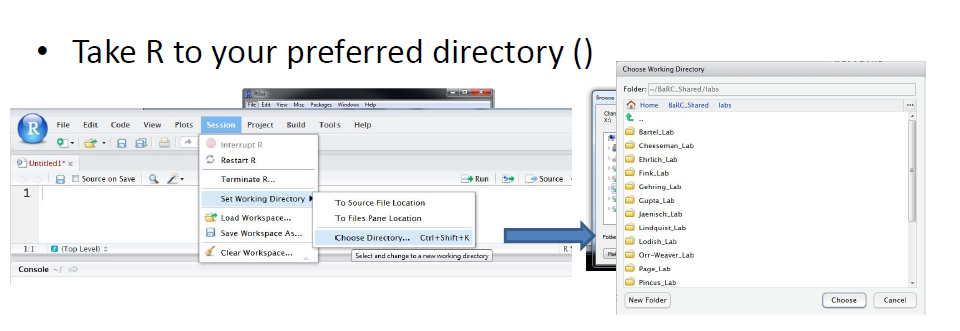 • Take R to your preferred directory ()
RGui
File Edit View Misc Packages Windows Help
R
File Edit Code View Plots Session Project Build Tools Help
Untitled1*
Source on Save
Run
Source
1
1:1 (Top Level)
Console ~/
Interrupt R
Restart R
Terminate R...
Set Working Directory
Load Workspace...
Save Workspace As...
Clear Workspace...
To Source File Location
To Files Pane Location
Choose Directory... Ctrl+Shift+K
Select and change to a new working directory
Browse
Chan
X:\
Folde
Choose Working Directory
Folder: ~/BaRC_Shared/labs
Home BaRC_Shared labs
..
Bartel_Lab
Cheeseman_Lab
Ehrlich_Lab
Fink_Lab
Gehring_Lab
Gupta_Lab
Jaenisch_Lab
Lindquist_Lab
Lodish_Lab
Orr-Weaver_Lab
Page_Lab
Pincus_Lab
New Folder
Choose
Cancel